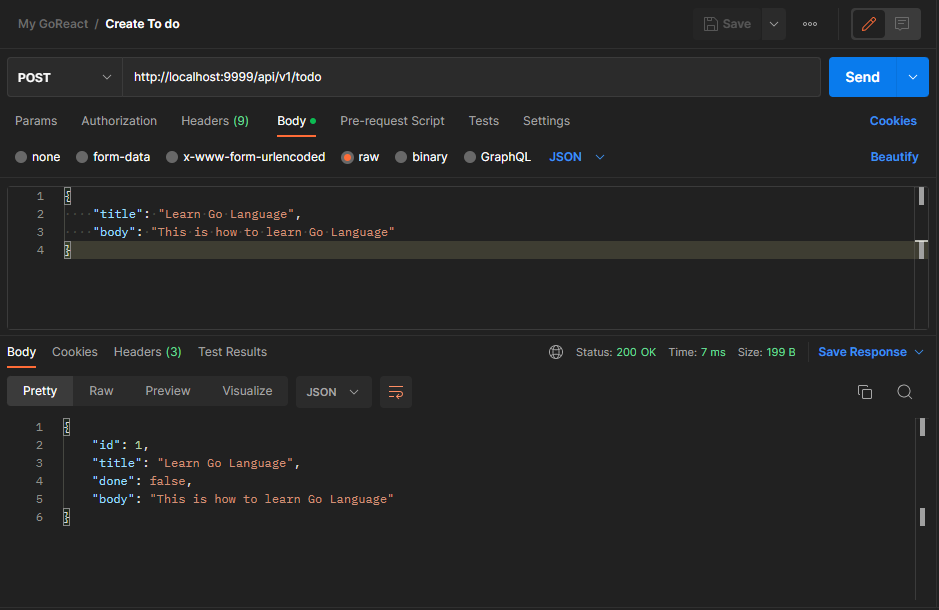 My GoReact / Create To do
Save
POST
http://localhost:9999/api/v1/todo
Send
Params Authorization Headers (9) Body Pre-request Script Tests Settings Cookies
none form-data x-www-form-urlencoded raw binary GraphQL JSON Beautify
1 {
2 "title": "Learn Go Language",
3 "body": "This is how to learn Go Language"
4 }
Body Cookies Headers (3) Test Results Status: 200 OK Time: 7 ms Size: 199 B Save Response
Pretty Raw Preview Visualize JSON
1 {
2 "id": 1,
3 "title": "Learn Go Language",
4 "done": false,
5 "body": "This is how to learn Go Language"
6 }